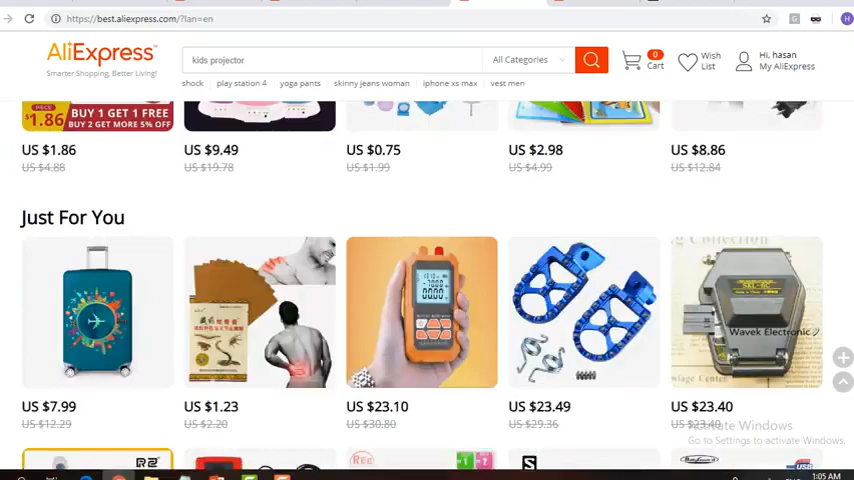 https://best.aliexpress.com/?lan=en
AliExpress™
Smarter Shopping, Better Living!
kids projector
All Categories
0
Cart
Wish
List
Hi, hasan
My AliExpress
shock play station 4 yoga pants skinny jeans woman iphone xs max vest men
PRICE
$1.86
BUY 1 GET 1 FREE
BUY 2 GET MORE 5% OFF
US $1.86 US $9.49 US $0.75 US $2.98 US $8.86
US $4.88 US $19.78 US $1.99 US $4.99 US $12.84
Just For You
SKL-6C
Wavek Electronic
US $7.99 US $1.23 US $23.10 US $23.49 US $23.40
US $12.29 US $2.20 US $30.80 US $29.36 US $23.40
Activate Windows
Go to Settings to activate Windows.
R2
REE
1:05 AM